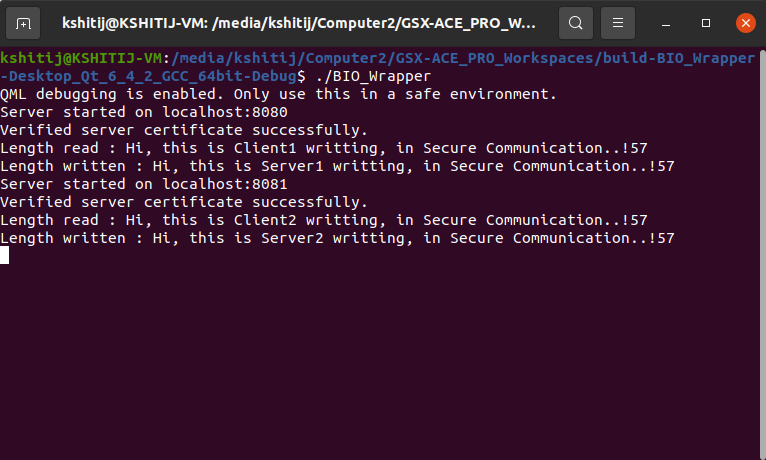 kshitij@KSHITIJ-VM: /media/kshitij/Computer2/GSX-ACE_PRO_W...
kshitij@KSHITIJ-VM:/media/kshitij/Computer2/GSX-ACE_PRO_Workspaces/build-BIO_Wrapper
-Desktop_Qt_6_4_2_GCC_64bit-Debug$ ./BIO_Wrapper
QML debugging is enabled. Only use this in a safe environment.
Server started on localhost:8080
Verified server certificate successfully.
Length read : Hi, this is Client1 writting, in Secure Communication..!57
Length written : Hi, this is Server1 writting, in Secure Communication..!57
Server started on localhost:8081
Verified server certificate successfully.
Length read : Hi, this is Client2 writting, in Secure Communication..!57
Length written : Hi, this is Server2 writting, in Secure Communication..!57